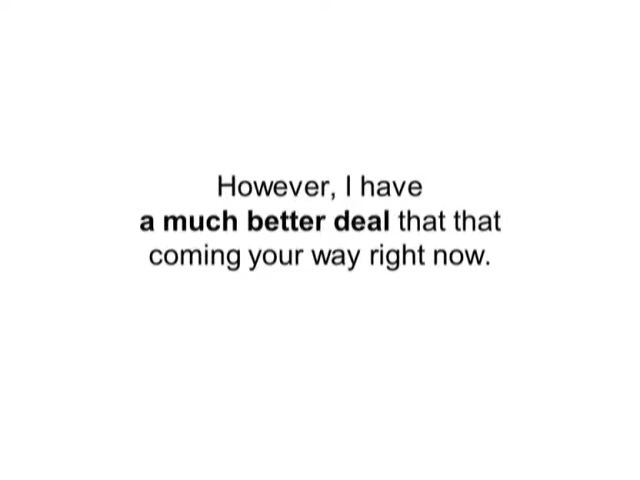 However, I have
a much better deal that that
coming your way right now.